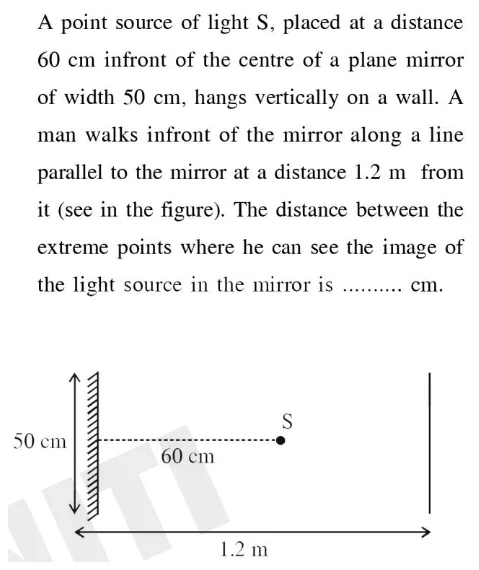 A point source of light S, placed at a distance
60 cm infront of the centre of a plane mirror
of width 50 cm, hangs vertically on a wall. A
man walks infront of the mirror along a line
parallel to the mirror at a distance 1.2 m from
it (see in the figure). The distance between the
extreme points where he can see the image of
the light source in the mirror is .......... cm.
S
50 cm
60 cm
1.2 m